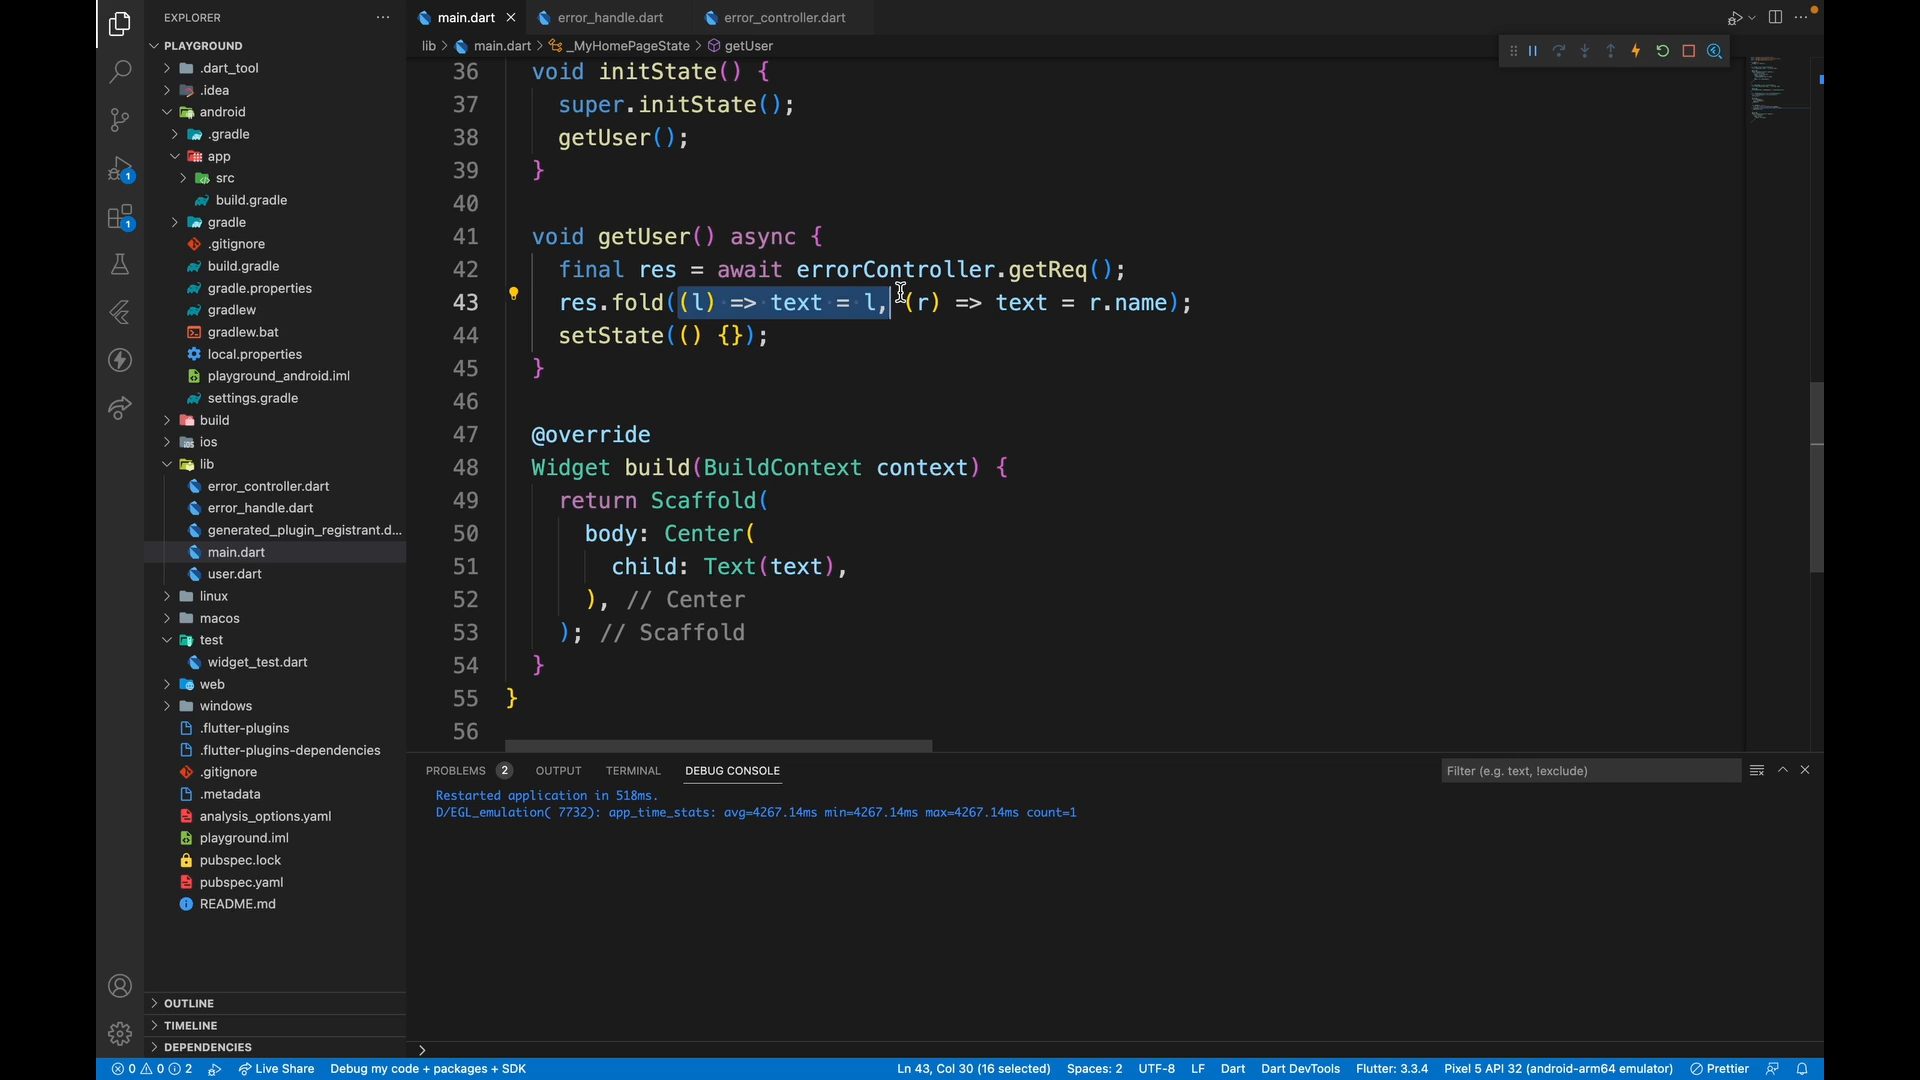 EXPLORER
PLAYGROUND
.dart_tool
.idea
android
.gradle
app
src
build.gradle
gradle
.gitignore
build.gradle
gradle.properties
gradlew
gradlew.bat
local.properties
playground_android.iml
settings.gradle
build
ios
lib
error_controller.dart
error_handle.dart
generated_plugin_registrant.d...
main.dart
user.dart
linux
macos
test
widget_test.dart
web
windows
.flutter-plugins
.flutter-plugins-dependencies
.gitignore
.metadata
analysis_options.yaml
playground.iml
pubspec.lock
pubspec.yaml
README.md
OUTLINE
TIMELINE
DEPENDENCIES
1
1
main.dart error_handle.dart error_controller.dart
lib > main.dart > _MyHomePageState > getUser
36 void initState() {
37 super.initState();
38 getUser();
39 }
40
41 void getUser() async {
42 final res = await errorController.getReq();
43 res.fold((l) => text = l, (r) => text = r.name);
44 setState(() {});
45 }
46
47 @override
48 Widget build(BuildContext context) {
49 return Scaffold(
50 body: Center(
51 child: Text(text),
52 ), // Center
53 ); // Scaffold
54 }
55 }
56
PROBLEMS 2 OUTPUT TERMINAL DEBUG CONSOLE Filter (e.g. text, !exclude)
Restarted application in 518ms.
D/EGL_emulation( 7732): app_time_stats: avg=4267.14ms min=4267.14ms max=4267.14ms count=1
>
0 0 2 Live Share Debug my code + packages + SDK Ln 43, Col 30 (16 selected) Spaces: 2 UTF-8 LF Dart Dart DevTools Flutter: 3.3.4 Pixel 5 API 32 (android-arm64 emulator) Prettier